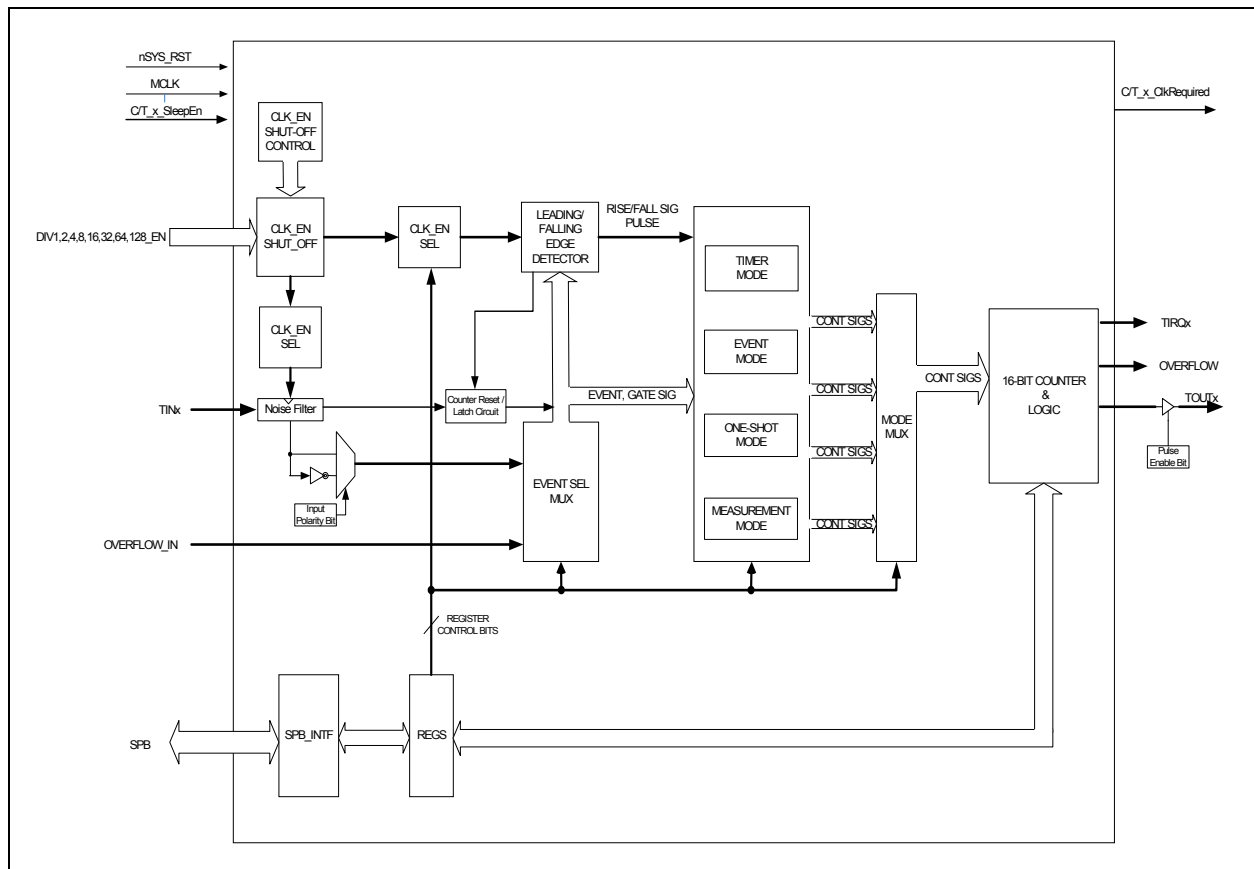 nSYS_RST
MCLK
C/T_x_SleepEn
C/T_x_ClkRequired
CLK_EN
SHUT-OFF
CONTROL
DIV1,2,4,8,16,32,64,128_EN
CLK_EN
SHUT_OFF
CLK_EN
SEL
LEADING/
FALLING
EDGE
DETECTOR
RISE/FALL SIG
PULSE
TIMER
MODE
CLK_EN
SEL
CONT SIGS
EVENT
MODE
TIRQx
OVERFLOW
TINx
Noise Filter
Counter Reset /
Latch Circuit
EVENT, GATE SIG
CONT SIGS
MODE
MUX
CONT SIGS
16-BIT COUNTER
&
LOGIC
TOUTx
Pulse
Enable Bit
ONE-SHOT
MODE
CONT SIGS
EVENT SEL
MUX
Input
Polarity Bit
MEASUREMENT
MODE
CONT SIGS
OVERFLOW_IN
REGISTER
CONTROL BITS
SPB
SPB_INTF
REGS